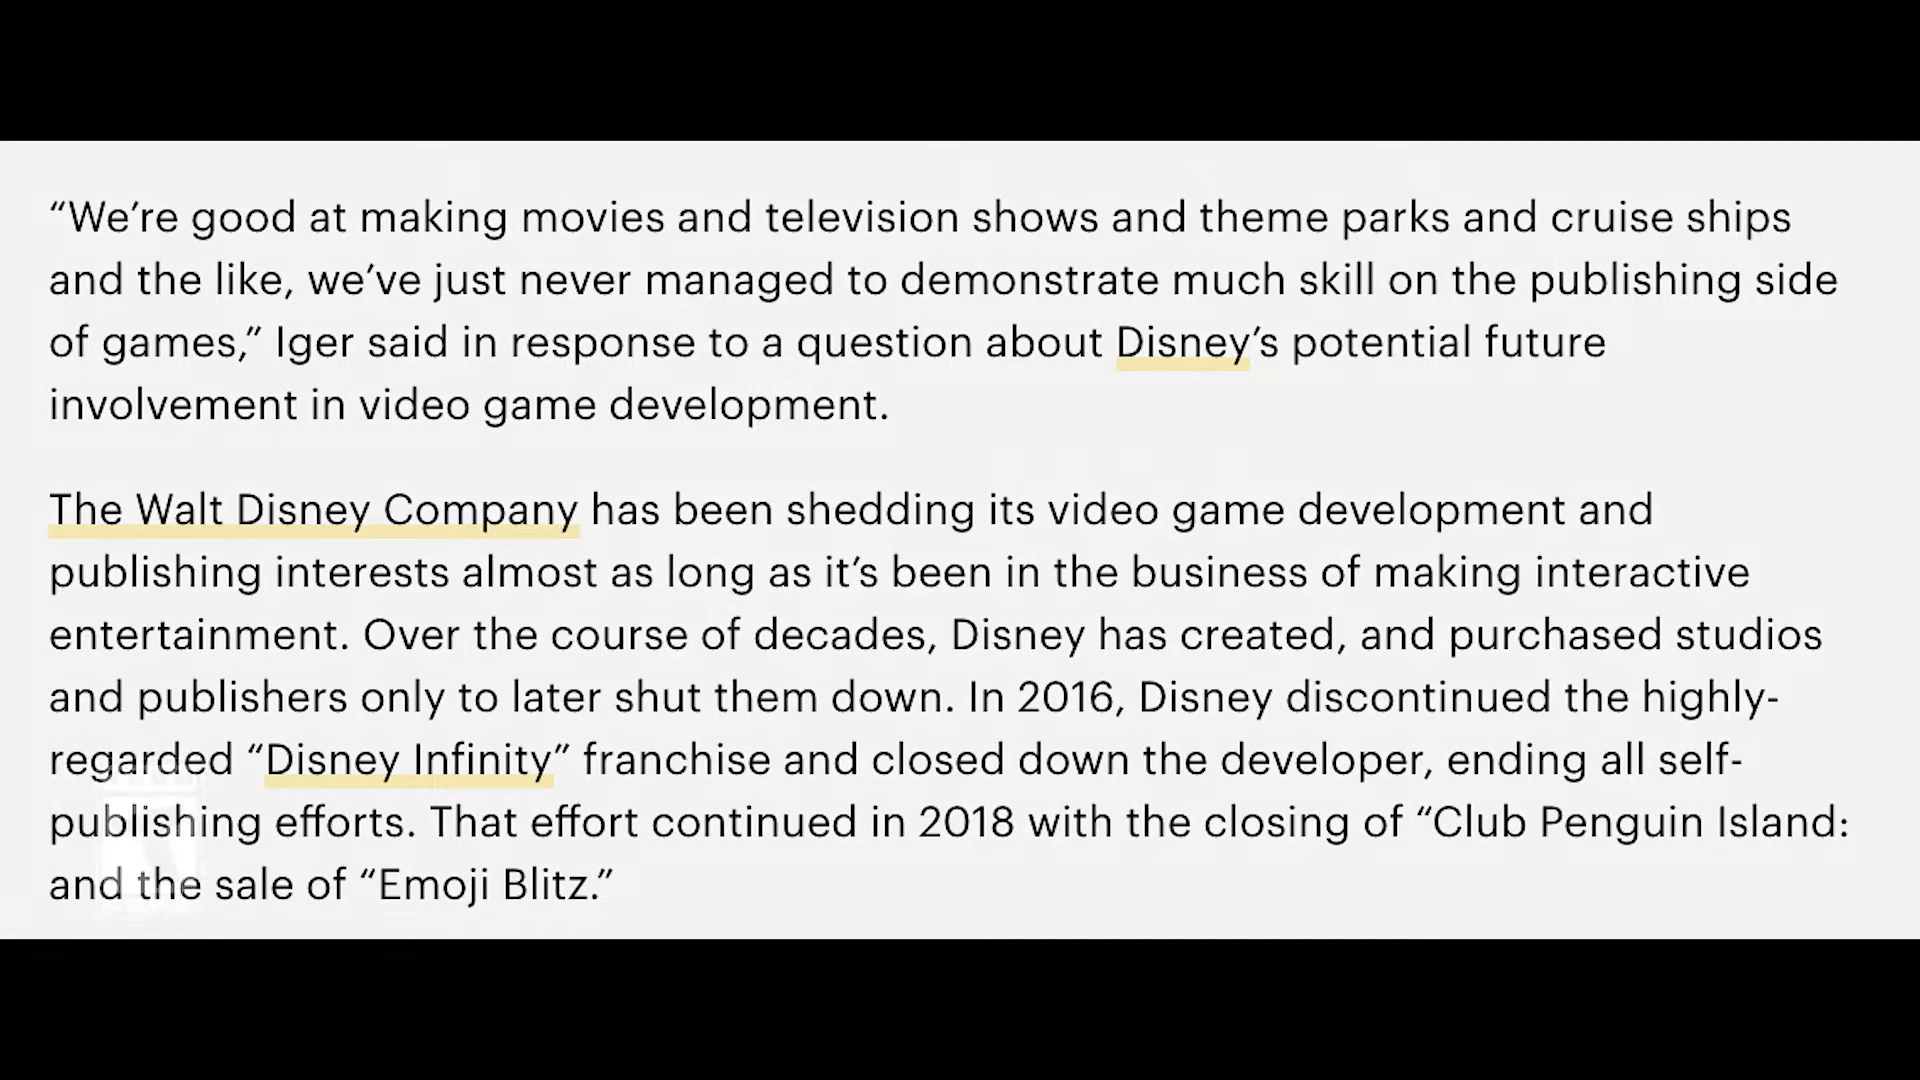 “We’re good at making movies and television shows and theme parks and cruise ships
and the like, we’ve just never managed to demonstrate much skill on the publishing side
of games,” Iger said in response to a question about Disney’s potential future
involvement in video game development.
The Walt Disney Company has been shedding its video game development and
publishing interests almost as long as it’s been in the business of making interactive
entertainment. Over the course of decades, Disney has created, and purchased studios
and publishers only to later shut them down. In 2016, Disney discontinued the highly-
regarded “Disney Infinity” franchise and closed down the developer, ending all self-
publishing efforts. That effort continued in 2018 with the closing of “Club Penguin Island:
and the sale of “Emoji Blitz.”